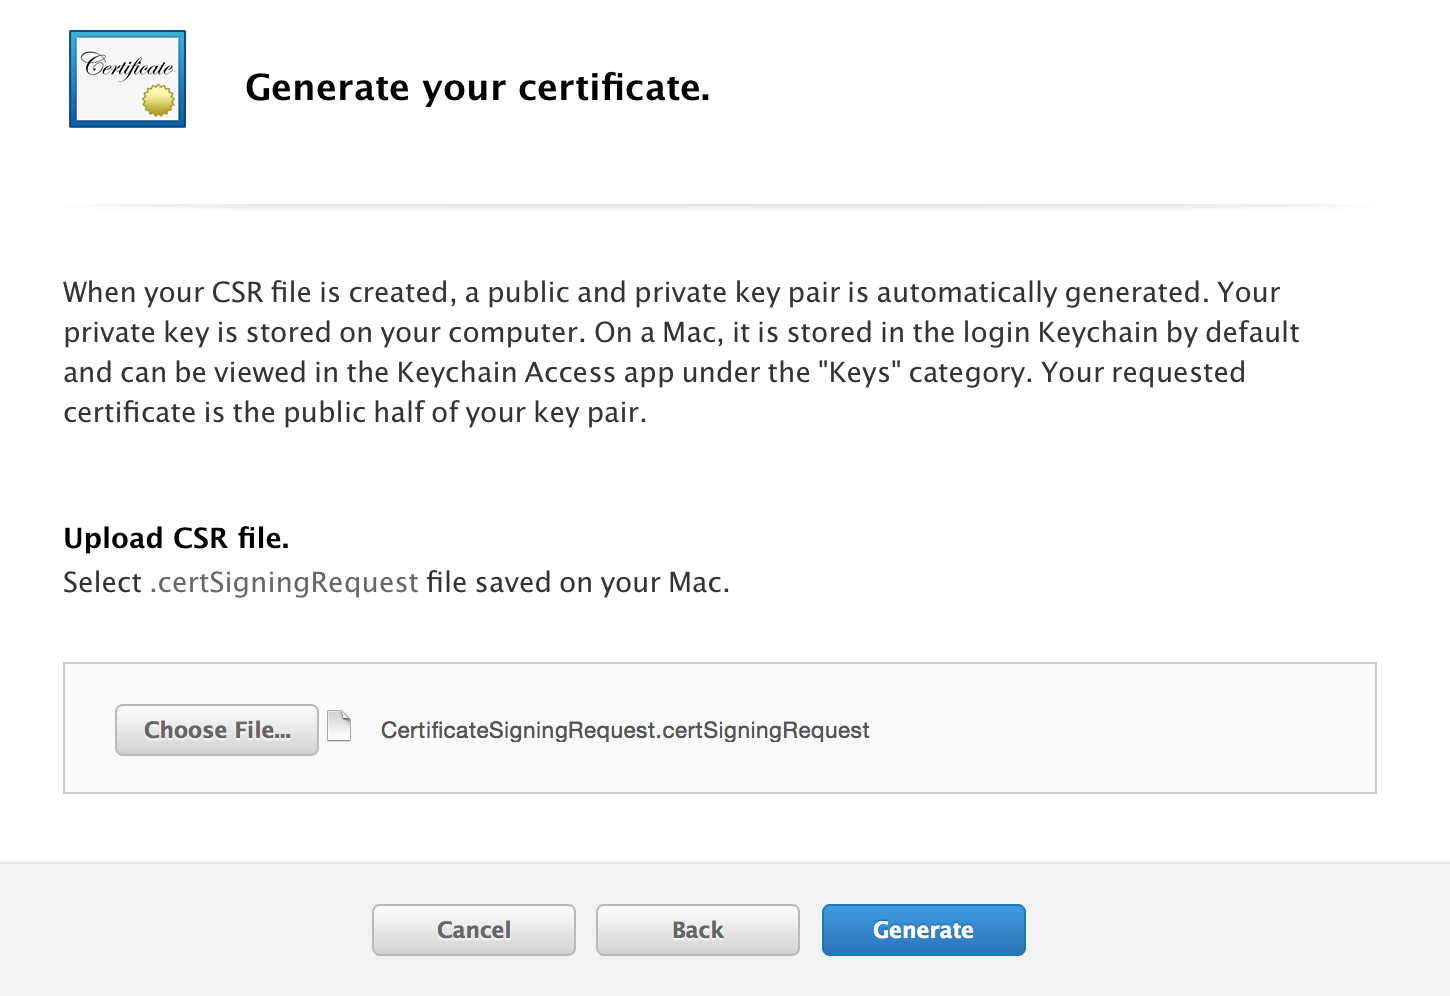 Certificate
Generate your certificate.
When your CSR file is created, a public and private key pair is automatically generated. Your
private key is stored on your computer. On a Mac, it is stored in the login Keychain by default
and can be viewed in the Keychain Access app under the "Keys" category. Your requested
certificate is the public half of your key pair.
Upload CSR file.
Select .certSigningRequest file saved on your Mac.
Choose File... CertificateSigningRequest.certSigningRequest
Cancel Back Generate